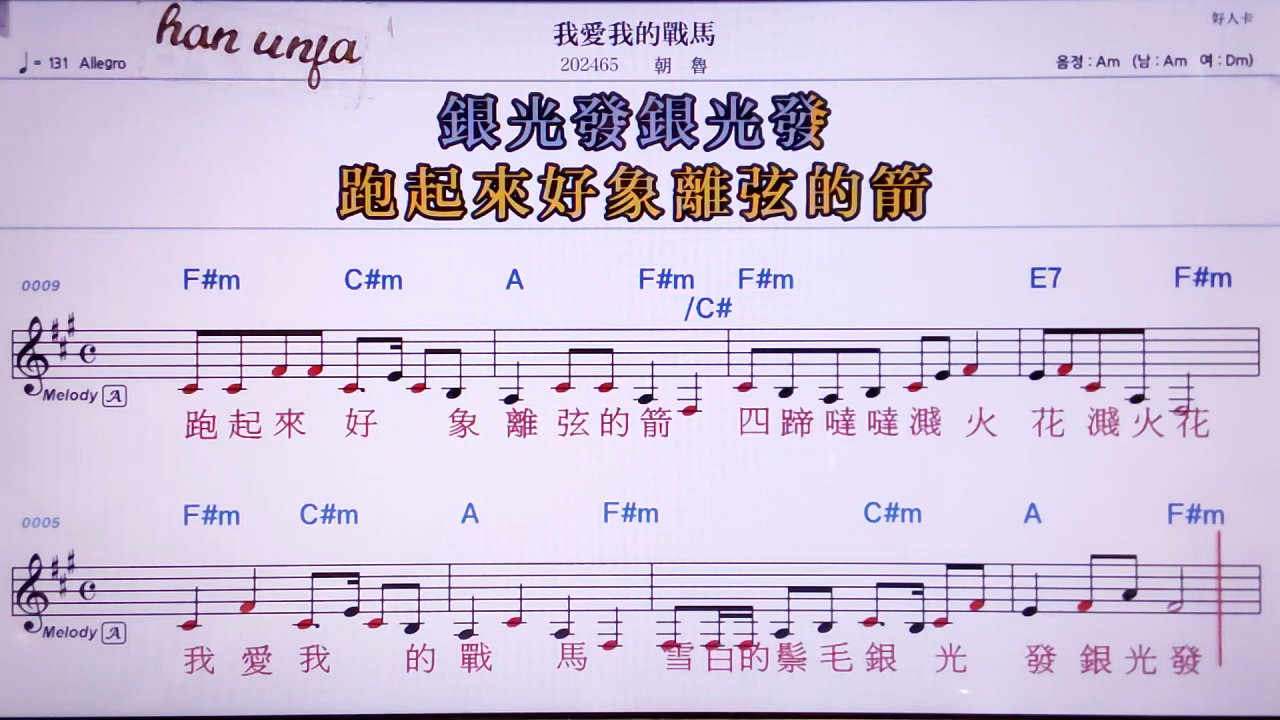 han unfa
我愛我的戰馬
好人卡
♩= 131 Allegro
202465 朝 魯
음정 : Am (남 : Am 여 : Dm)
銀光發銀光發
跑起來好象離弦的箭
0009 F#m C#m A F#m/C# F#m E7 F#m
Melody A
跑起來 好 象 離弦的箭 四蹄噠噠濺火花濺火花
0005 F#m C#m A F#m C#m A F#m
Melody A
我愛我 的戰 馬 雪白的鬃毛銀 光 發銀光發